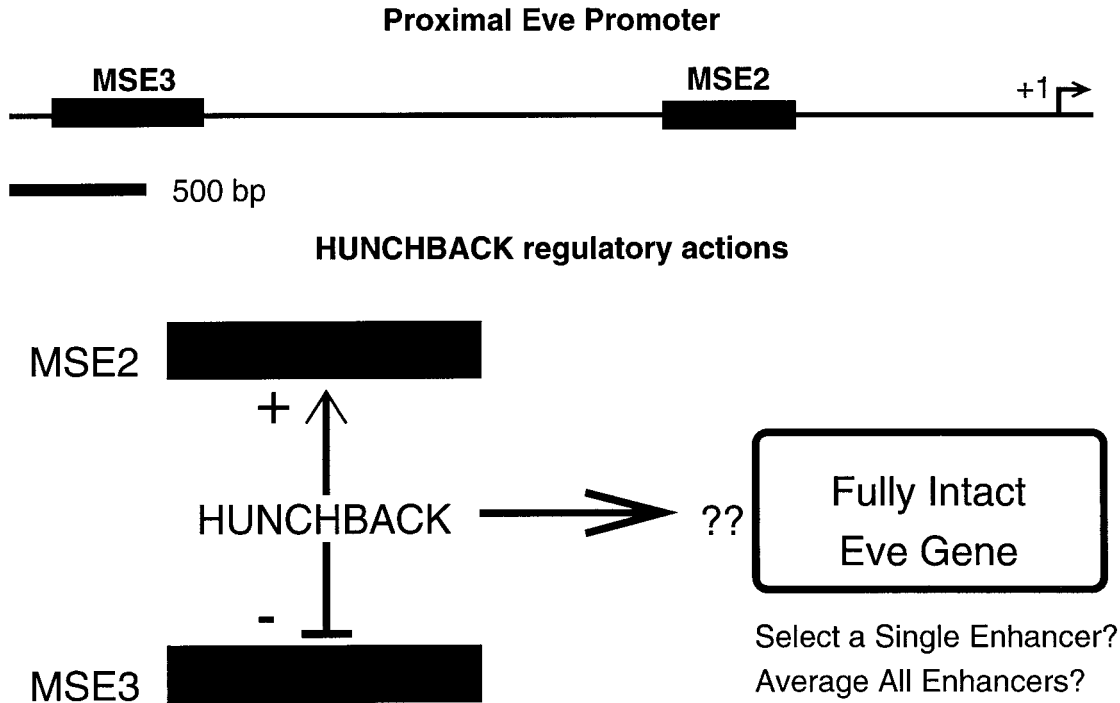 Proximal Eve Promoter
MSE3
MSE2
+1
500 bp
HUNCHBACK regulatory actions
MSE2
+
HUNCHBACK
??
Fully Intact
Eve Gene
-
MSE3
Select a Single Enhancer?
Average All Enhancers?